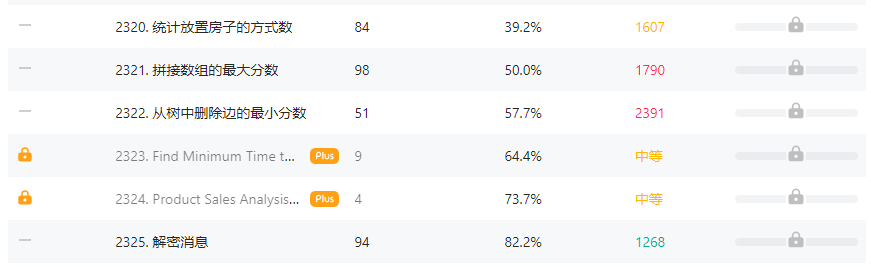 2320. 统计放置房子的方式数 84 39.2% 1607
2321. 拼接数组的最大分数 98 50.0% 1790
2322. 从树中删除边的最小分数 51 57.7% 2391
2323. Find Minimum Time t... Plus 9 64.4% 中等
2324. Product Sales Analysis... Plus 4 73.7% 中等
2325. 解密消息 94 82.2% 1268